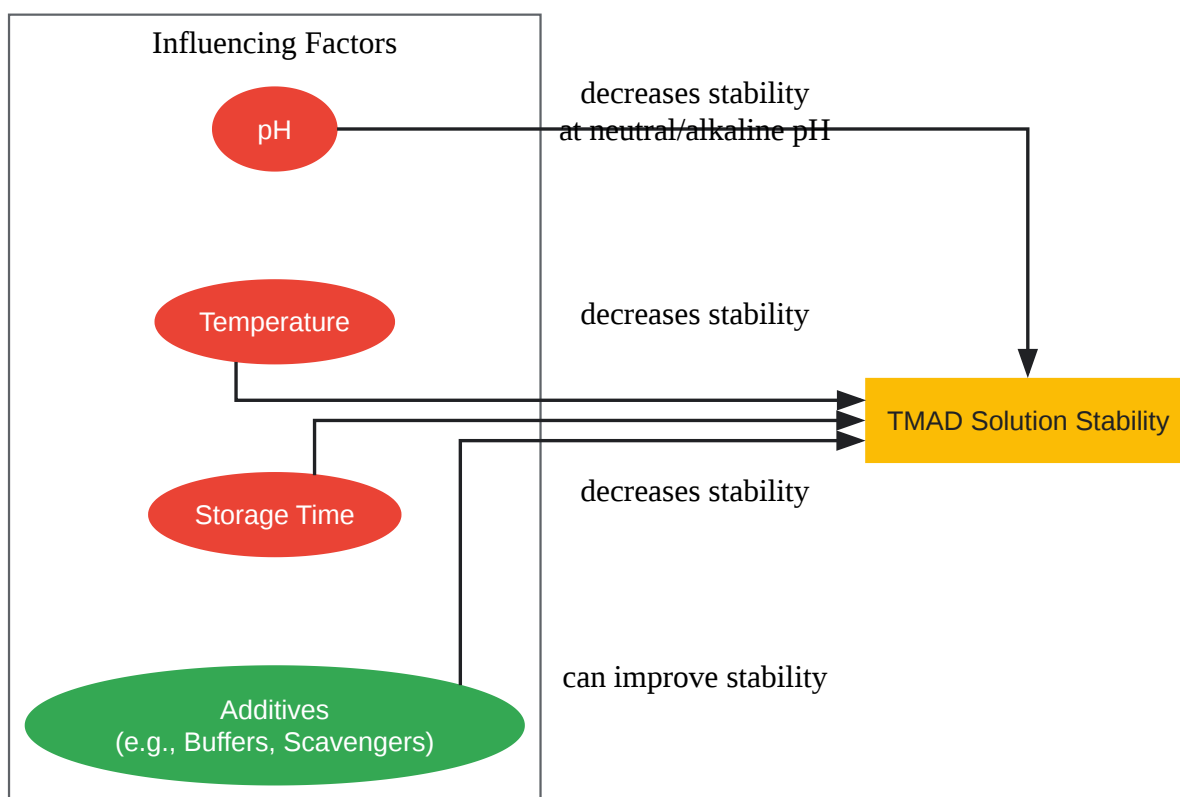 Influencing Factors
pH
decreases stability
at neutral/alkaline pH
Temperature
decreases stability
TMAD Solution Stability
Storage Time
decreases stability
Additives
(e.g., Buffers, Scavengers)
can improve stability